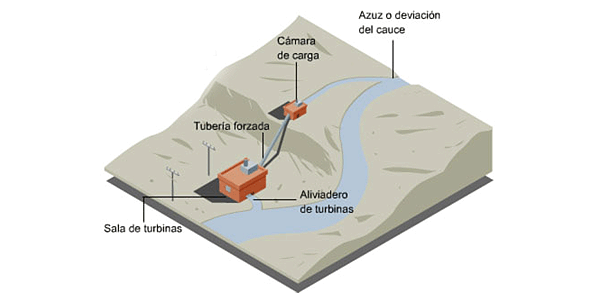 Azuz o deviación
del cauce
Cámara
de carga
Tubería forzada
Aliviadero
de turbinas
Sala de turbinas